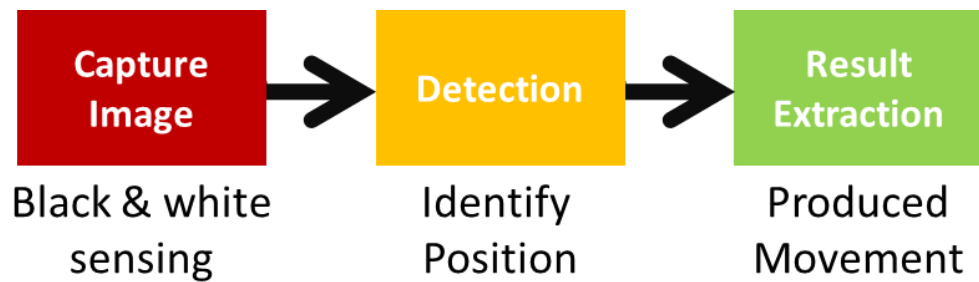 Capture
Image
Detection
Result
Extraction
Black & white
sensing
Identify
Position
Produced
Movement